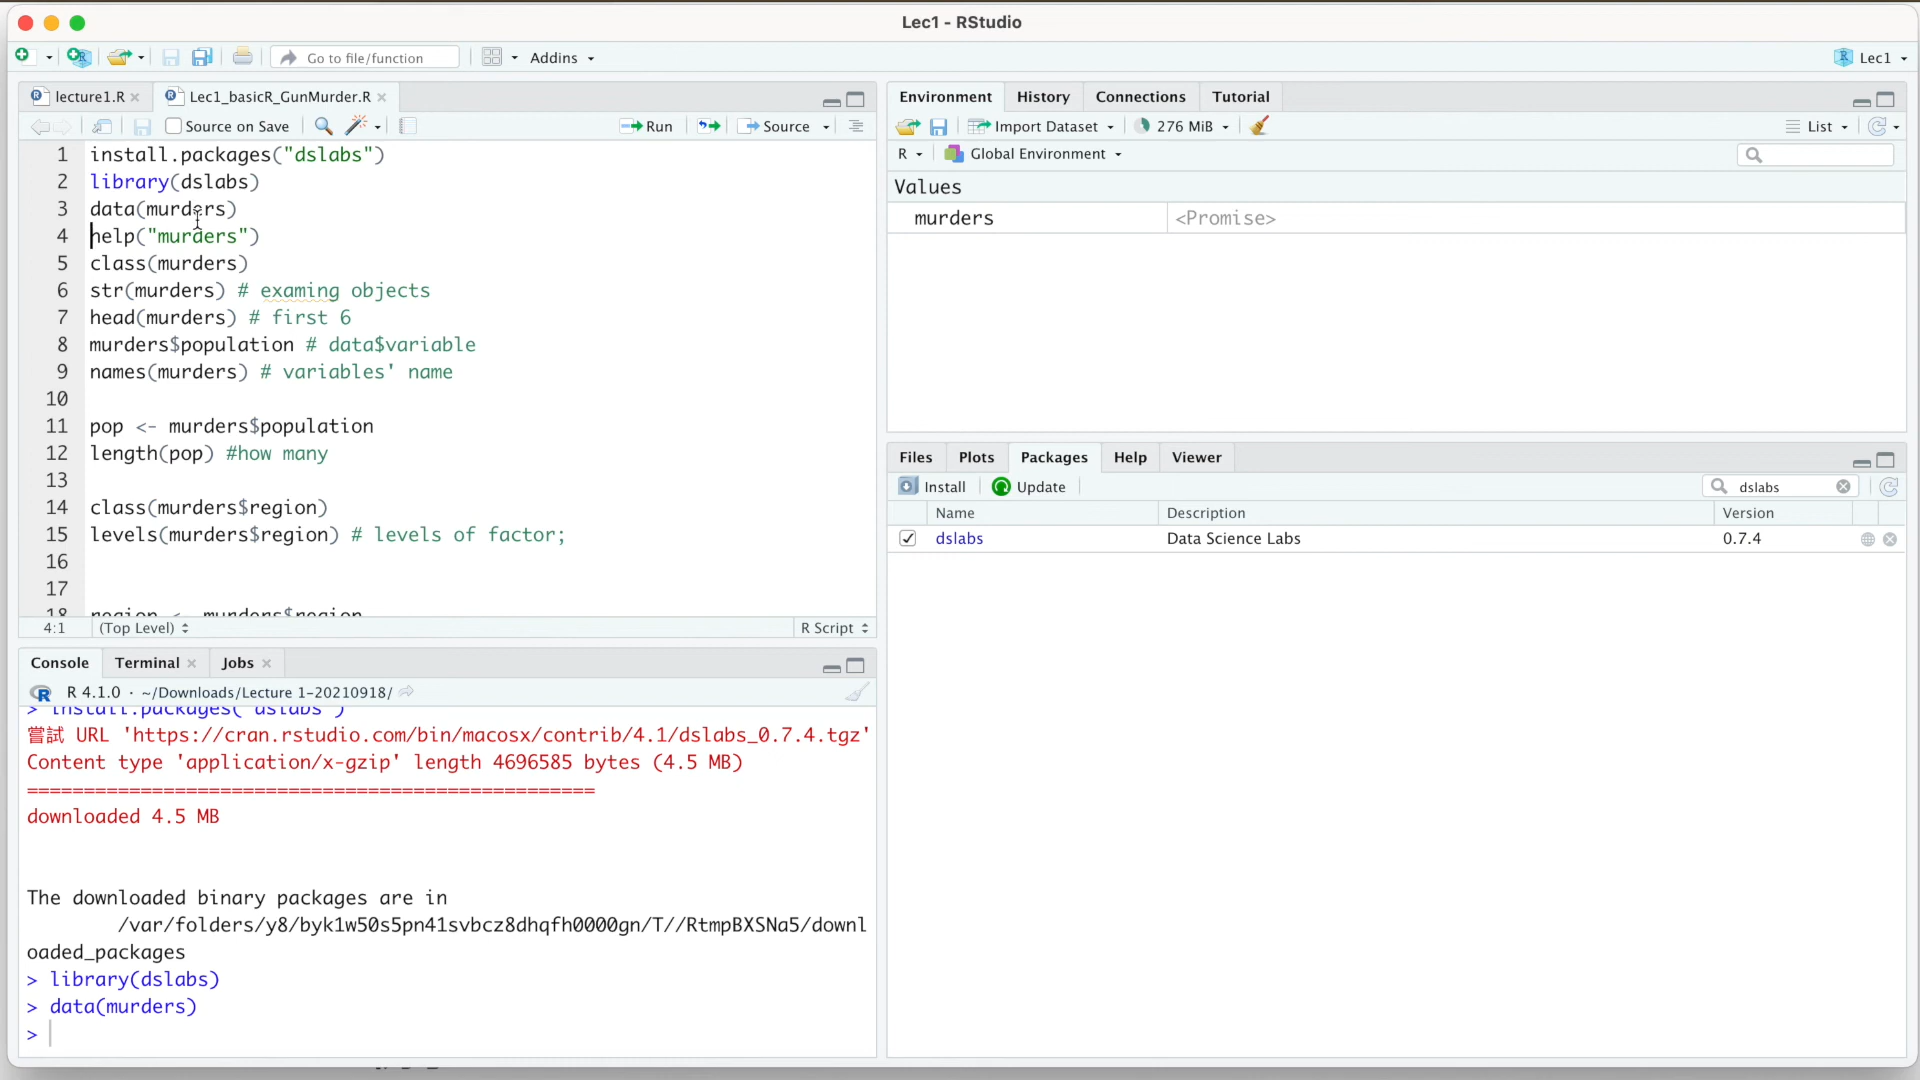 Lec1 - RStudio
Go to file/function
Addins
Lec1
lecture1.R
Lec1_basicR_GunMurder.R
Source on Save
Run
Source
1 install.packages("dslabs")
2 library(dslabs)
3 data(murders)
4 help("murders")
5 class(murders)
6 str(murders) # examing objects
7 head(murders) # first 6
8 murders$population # data$variable
9 names(murders) # variables' name
10
11 pop <- murders$population
12 length(pop) #how many
13
14 class(murders$region)
15 levels(murders$region) # levels of factor;
16
17
18 region <- murders$region
4:1 (Top Level) R Script
Console Terminal Jobs
R 4.1.0 · ~/Downloads/Lecture 1-20210918/
> install.packages("dslabs")
嘗試 URL 'https://cran.rstudio.com/bin/macosx/contrib/4.1/dslabs_0.7.4.tgz'
Content type 'application/x-gzip' length 4696585 bytes (4.5 MB)
==================================================
downloaded 4.5 MB
The downloaded binary packages are in
/var/folders/y8/byk1w50s5pn41svbcz8dhqfh0000gn/T//RtmpBXSNa5/downl
oaded_packages
> library(dslabs)
> data(murders)
>
Environment History Connections Tutorial
Import Dataset 276 MiB List
R Global Environment
Values
murders <Promise>
Files Plots Packages Help Viewer
Install Update dslabs
Name Description Version
dslabs Data Science Labs 0.7.4